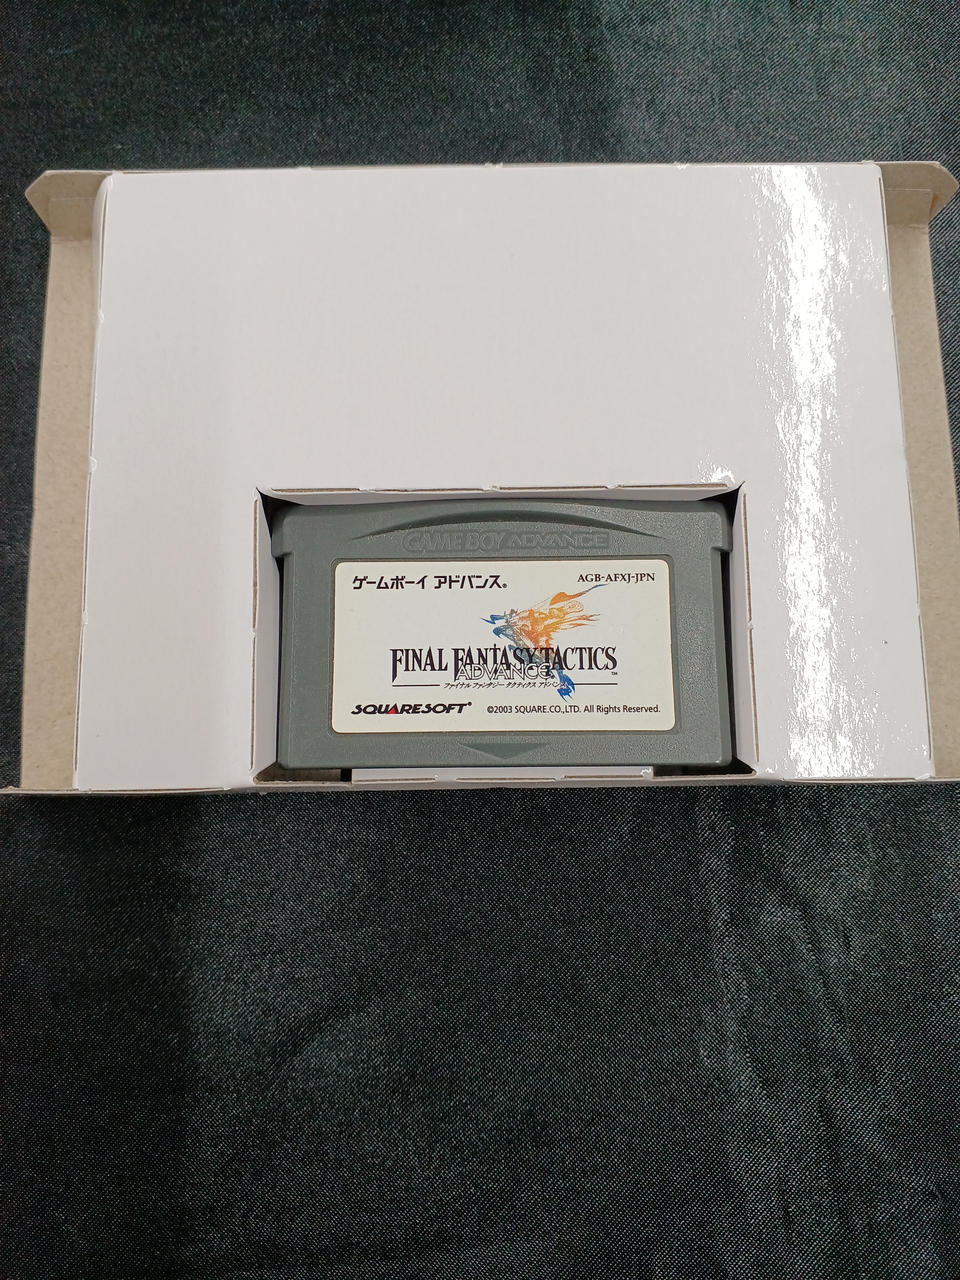 GAME BOY ADVANCE
ゲームボーイ アドバンス®
AGB-AFXJ-JPN
FINAL FANTASY TACTICS™
ADVANCE
ファイナルファンタジー タクティクス アドバンス
SQUARESOFT®
©2003 SQUARE.CO.,LTD. All Rights Reserved.